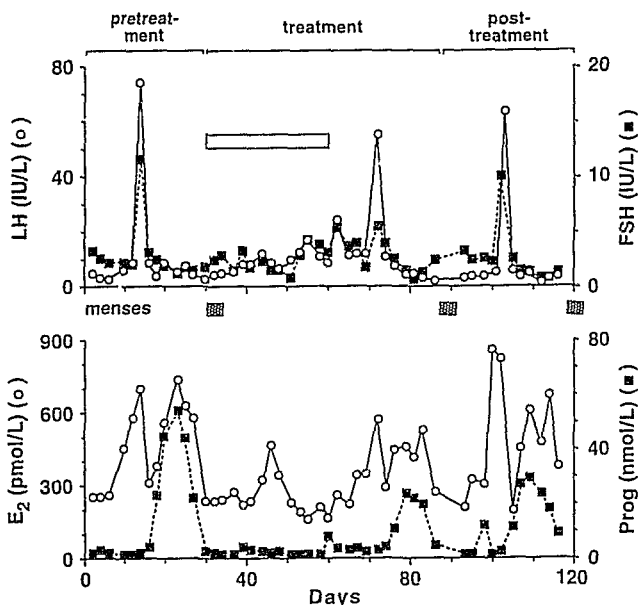 pretreat-
ment
treatment
post-
treatment
80
40
0
LH (IU/L) (○)
20
10
0
FSH (IU/L) (■)
menses
900
600
300
0
E₂ (pmol/L) (○)
80
40
0
Prog (nmol/L) (■)
0
40
80
120
Days